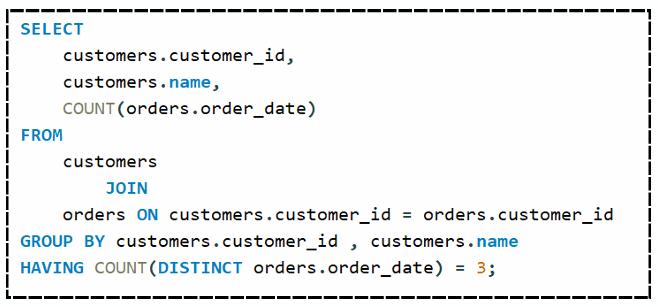 SELECT
customers.customer_id,
customers.name,
COUNT(orders.order_date)
FROM
customers
JOIN
orders ON customers.customer_id = orders.customer_id
GROUP BY customers.customer_id , customers.name
HAVING COUNT(DISTINCT orders.order_date) = 3;